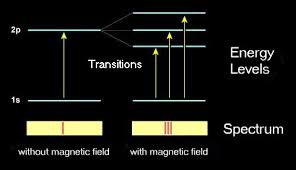 2p
Transitions
Energy
Levels
1s
Spectrum
without magnetic field
with magnetic field